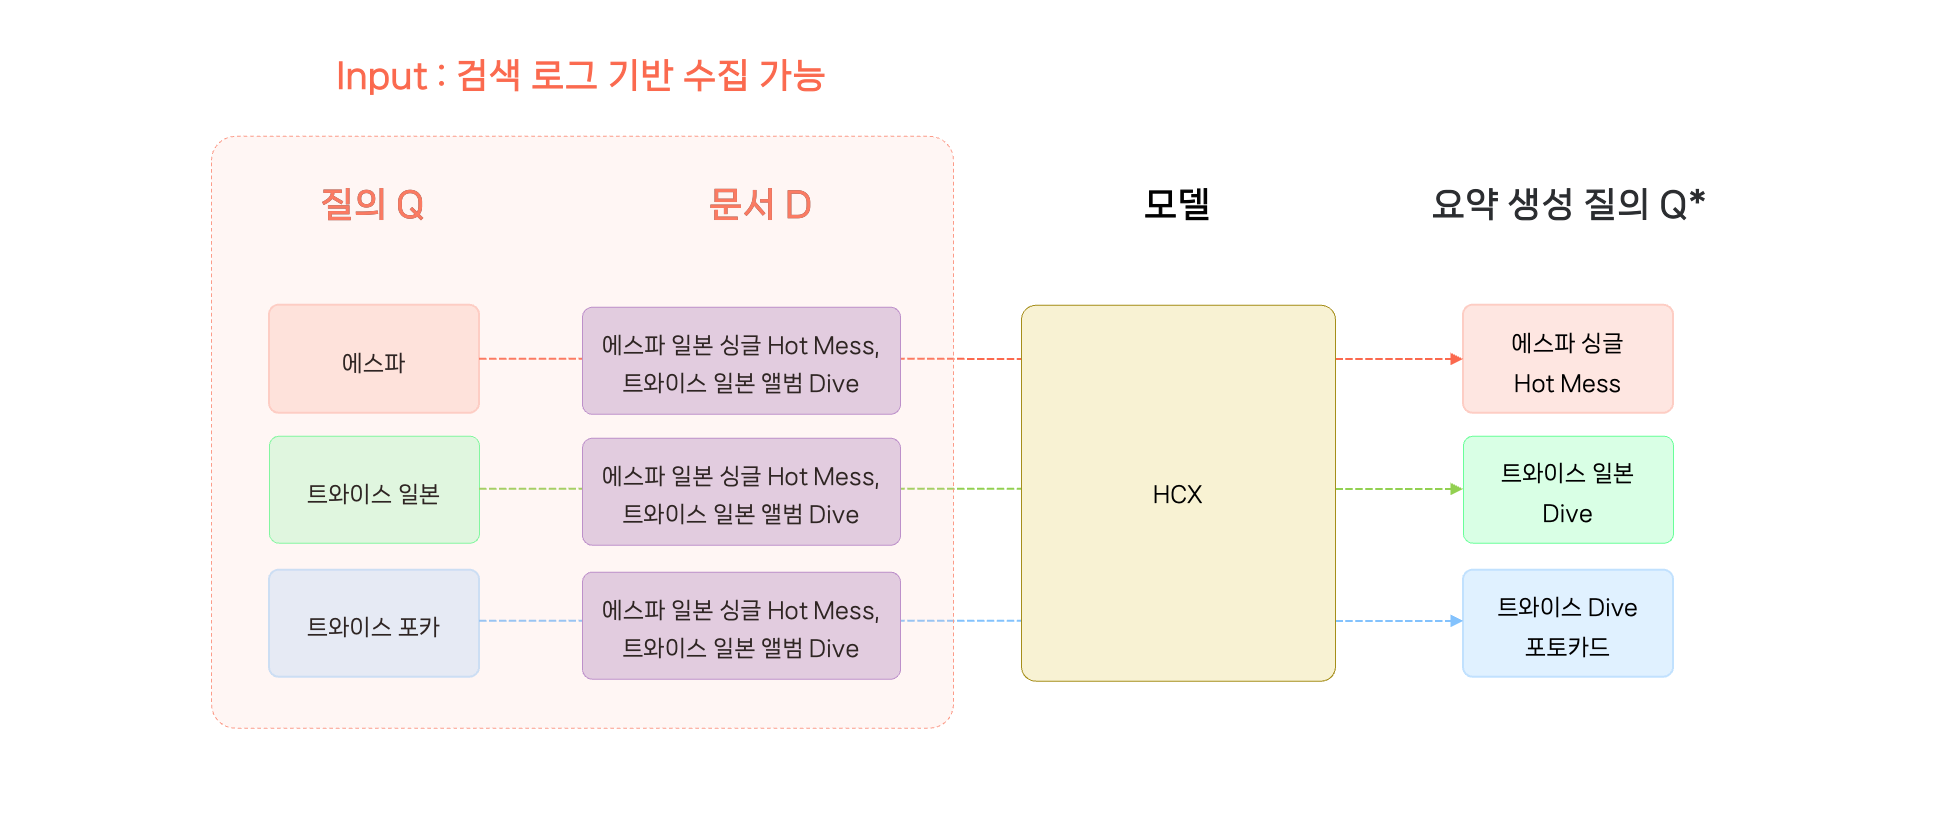 Input : 검색 로그 기반 수집 가능
질의 Q
문서 D
모델
요약 생성 질의 Q*
에스파
에스파 일본 싱글 Hot Mess,
트와이스 일본 앨범 Dive
에스파 싱글
Hot Mess
트와이스 일본
에스파 일본 싱글 Hot Mess,
트와이스 일본 앨범 Dive
HCX
트와이스 일본
Dive
트와이스 포카
에스파 일본 싱글 Hot Mess,
트와이스 일본 앨범 Dive
트와이스 Dive
포토카드